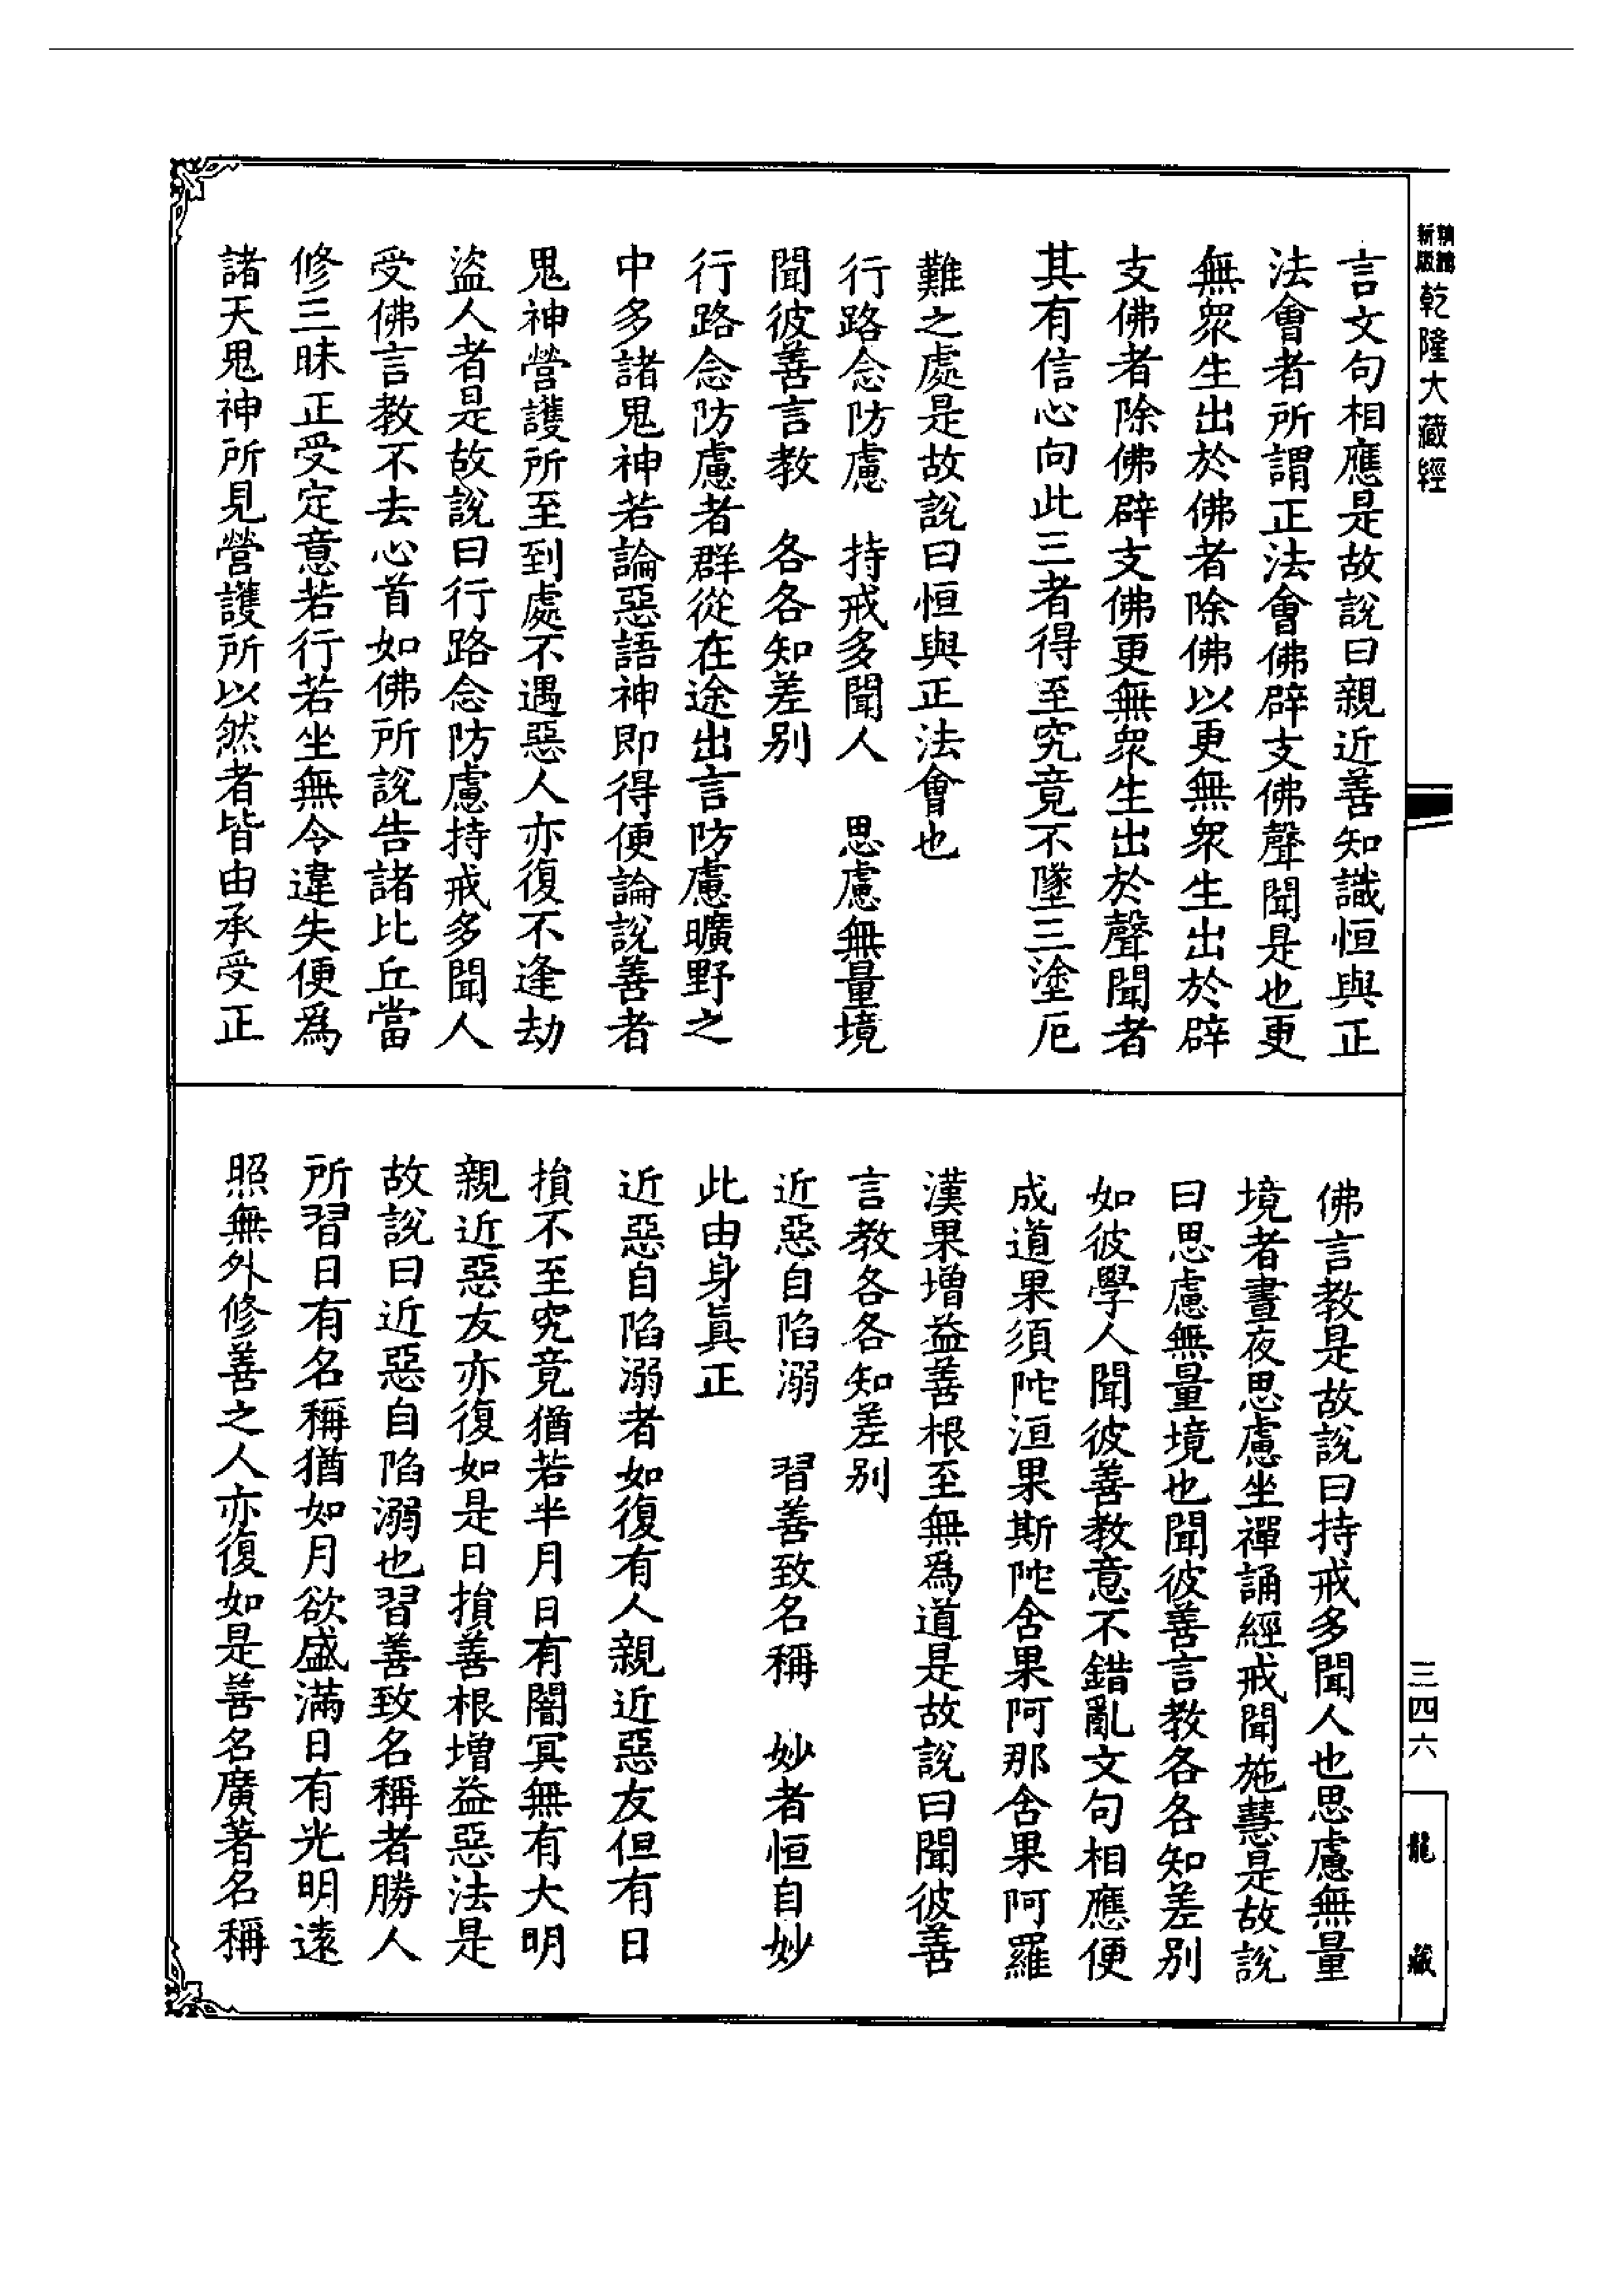 新版
精縮
乾隆大藏經
言文句相應是故說曰親近善知識恒與正
法會者所謂正法會佛辟支佛聲聞是也更
無眾生出於佛者除佛以更無眾生出於辟
支佛者除佛辟支佛更無眾生出於聲聞者
其有信心向此三者得至究竟不墜三塗厄
難之處是故說曰恒與正法會也
行路念防慮　持戒多聞人　思慮無量境
聞彼善言教　各各知差別
行路念防慮者群從在途出言防慮曠野之
中多諸鬼神若論惡語神即得便論說善者
鬼神營護所至到處不遇惡人亦復不逢劫
盜人者是故說曰行路念防慮持戒多聞人
受佛言教不去心首如佛所說告諸比丘當
修三昧正受定意若行若坐無令違失便為
諸天鬼神所見營護所以然者皆由承受正
佛言教是故說曰持戒多聞人也思慮無量
境者晝夜思慮坐禪誦經戒聞施慧是故說
曰思慮無量境也聞彼善言教各各知差別
如彼學人聞彼善教意不錯亂文句相應便
成道果須陀洹果斯陀含果阿那含果阿羅
漢果增益善根至無為道是故說曰聞彼善
言教各各知差別
近惡自陷溺　習善致名稱　妙者恒自妙
此由身真正
近惡自陷溺者如復有人親近惡友但有日
損不至究竟猶若半月日有闇冥無有大明
親近惡友亦復如是日損善根增益惡法是
故說曰近惡自陷溺也習善致名稱者勝人
所習日有名稱猶如月欲盛滿日有光明遠
照無外修善之人亦復如是善名廣著名稱
三四六
龍藏